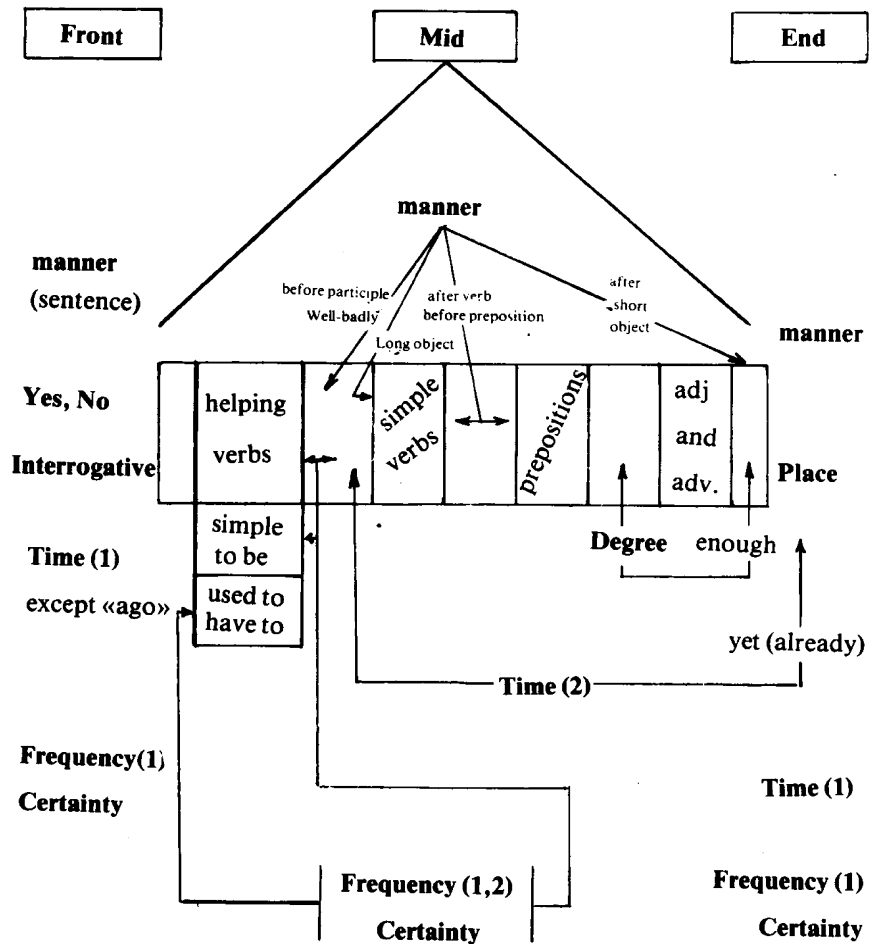 Front
Mid
End
manner
manner
(sentence)
before participle
Well-badly
Long object
after verb
before preposition
after
short
object
manner
Yes, No
Interrogative
helping
verbs
simple
verbs
prepositions
adj
and
adv.
Place
simple
to be
used to
have to
Time (1)
except «ago»
Degree enough
yet (already)
Time (2)
Frequency(1)
Certainty
Time (1)
Frequency (1,2)
Certainty
Frequency (1)
Certainty